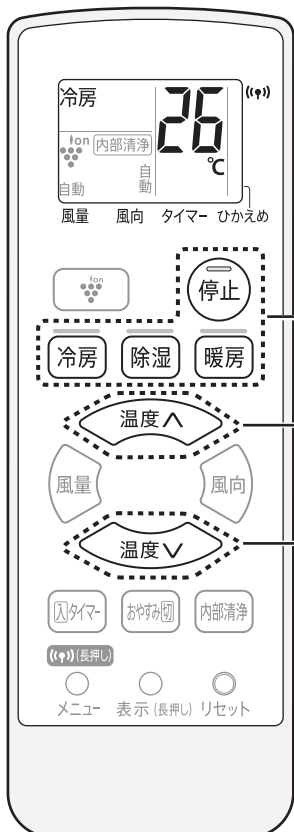 冷房 26
ion 内部清浄 ℃
自動 自動
風量 風向 タイマー ひかえめ
ion 停止
冷房 除湿 暖房
温度
風量 風向
温度
入タイマー おやすみ切 内部清浄
(長押し)
メニュー 表示(長押し) リセット